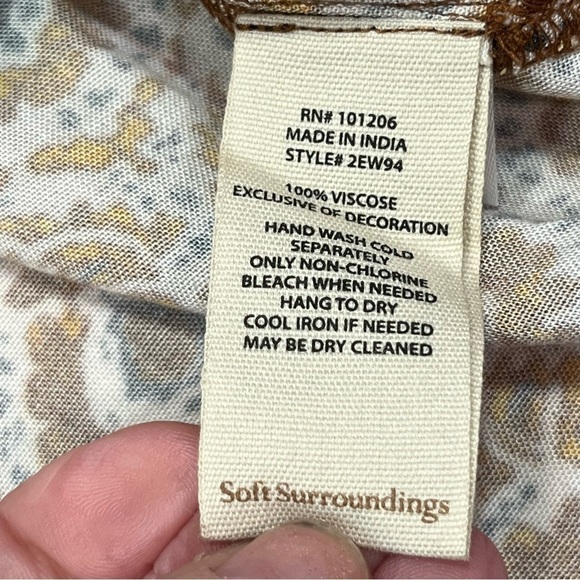 RN# 101206
MADE IN INDIA
STYLE# 2EW94
100% VISCOSE
EXCLUSIVE OF DECORATION
HAND WASH COLD
SEPARATELY
ONLY NON-CHLORINE
BLEACH WHEN NEEDED
HANG TO DRY
COOL IRON IF NEEDED
MAY BE DRY CLEANED
Soft Surroundings